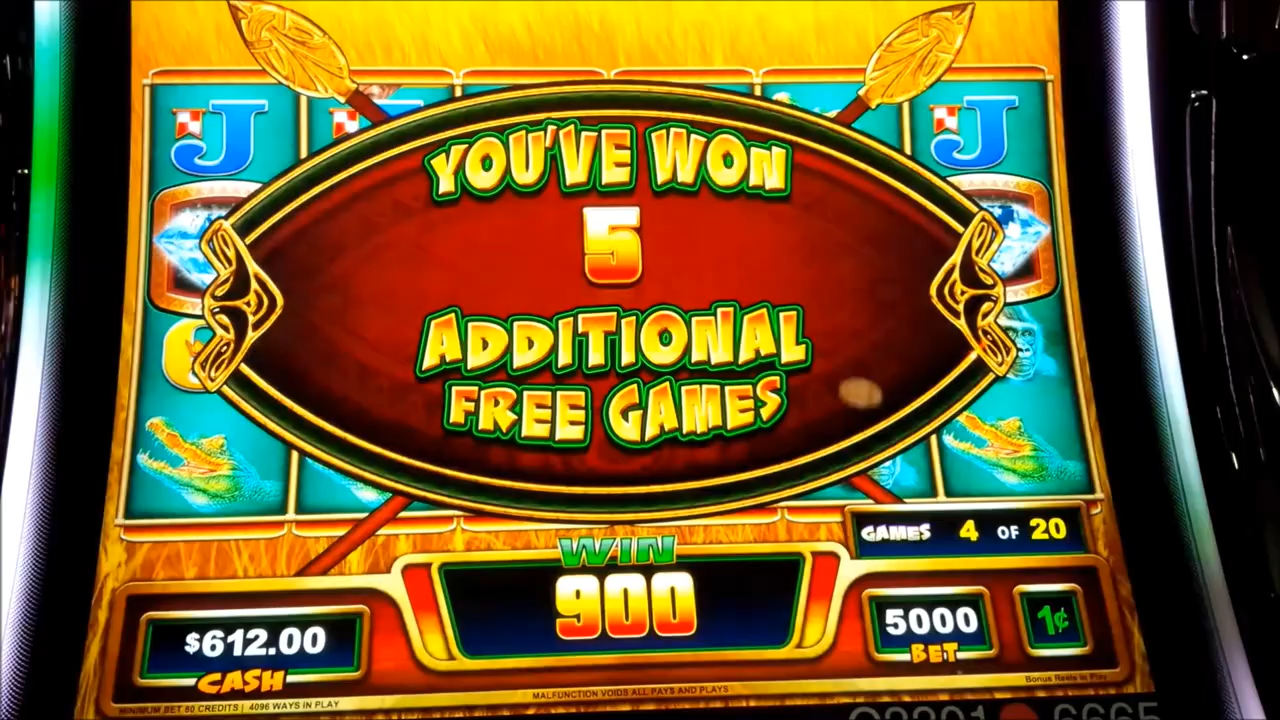 J
J
YOU'VE WON
5
ADDITIONAL
FREE GAMES
GAMES 4 OF 20
WIN
900
$612.00
CASH
5000
BET
1¢
Bonus Reels in Play
MALFUNCTION VOIDS ALL PAYS AND PLAYS
MINIMUM BET 80 CREDITS | 4096 WAYS IN PLAY